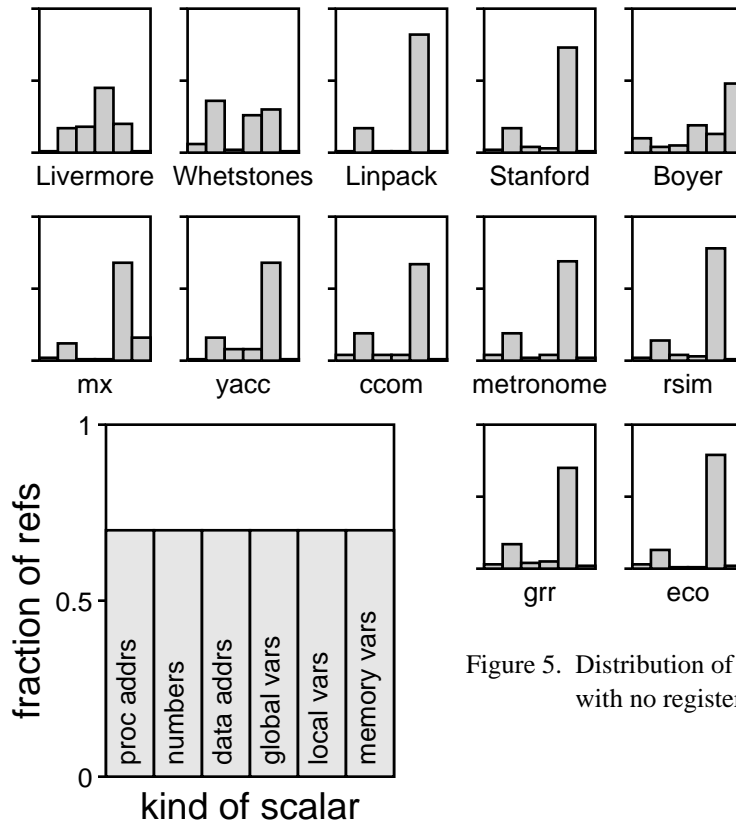 Livermore Whetstones Linpack Stanford Boyer
mx yacc ccom metronome rsim
1
0.5
0
fraction of refs
proc addrs
numbers
data addrs
global vars
local vars
memory vars
kind of scalar
grr eco
Figure 5. Distribution of
with no register